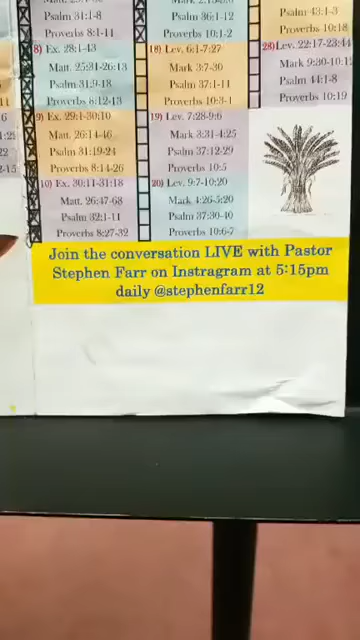 Psalm 31:1-8
Proverbs 8:1-11
8) Ex. 28:1-43
Matt. 25:31-26:13
Psalm 31:9-18
Proverbs 8:12-13
9) Ex. 29:1-30:10
Matt. 26:14-46
Psalm 31:19-24
Proverbs 8:14-26
10) Ex. 30:11-31:18
Matt. 26:47-68
Psalm 32:1-11
Proverbs 8:27-32
Psalm 36:1-12
Proverbs 10:1-2
18) Lev. 6:1-7:27
Mark 3:7-30
Psalm 37:1-11
Proverbs 10:3-4
19) Lev. 7:28-9:6
Mark 3:31-4:25
Psalm 37:12-29
Proverbs 10:5
20) Lev. 9:7-10:20
Mark 4:26-5:20
Psalm 37:30-40
Proverbs 10:6-7
Psalm 43:1-3
Proverbs 10:18
28) Lev. 22:17-23:44
Mark 9:30-10:12
Psalm 44:1-8
Proverbs 10:19
Join the conversation LIVE with Pastor
Stephen Farr on Instragram at 5:15pm
daily @stephenfarr12